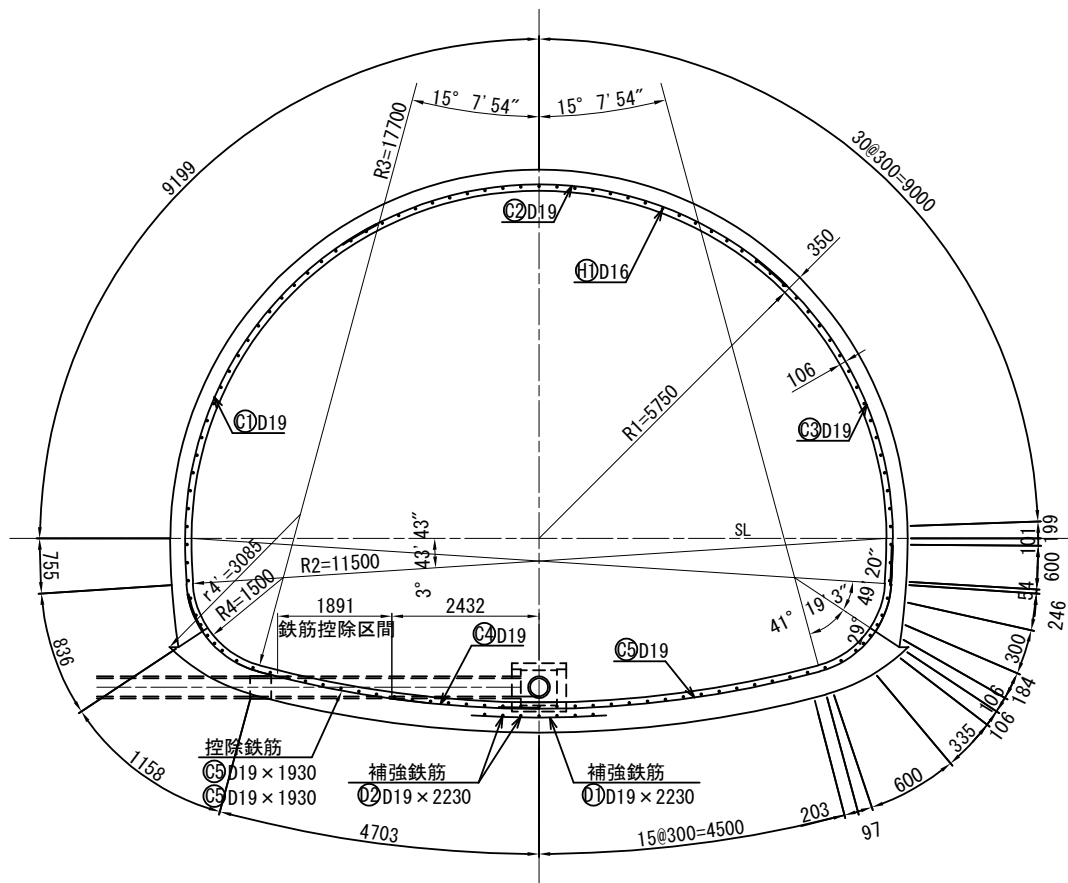 15° 7′54″
15° 7′54″
R3=17700
9199
30@300=9000
C2D19
H1D16
350
106
R1=5750
C1D19
C3D19
SL
199
101
600
54
246
755
3° 43′43″
r4'=3085
R2=11500
R4=1500
1891
2432
鉄筋控除区間
C4D19
C5D19
41° 19′3″
29° 49′20″
300
184
106
106
836
335
600
控除鉄筋
C5D19×1930
C5D19×1930
補強鉄筋
D2D19×2230
補強鉄筋
D1D19×2230
1158
4703
15@300=4500
203
97